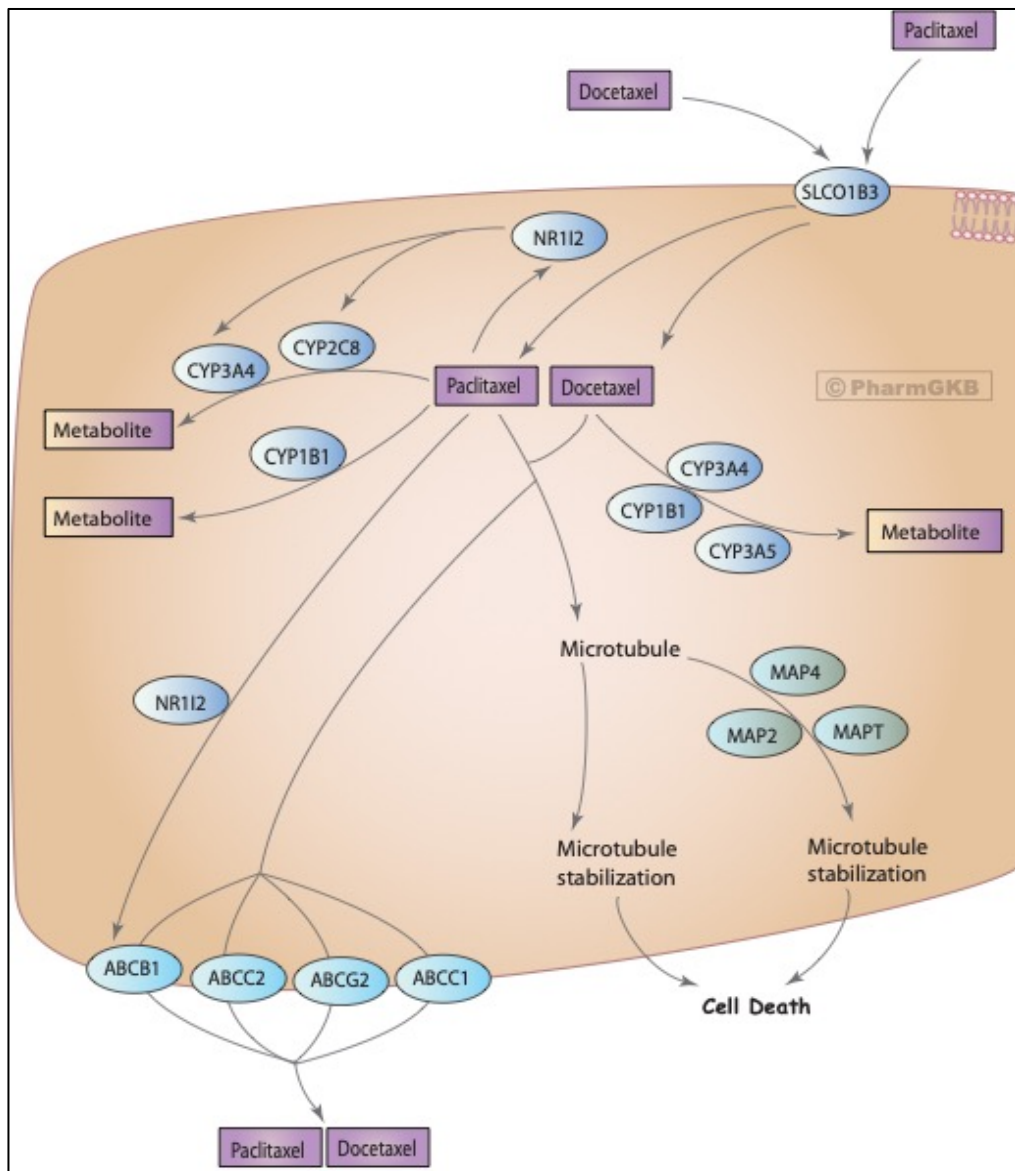 Paclitaxel
Docetaxel
SLCO1B3
NR1I2
CYP2C8
CYP3A4
Paclitaxel
Docetaxel
© PharmGKB
Metabolite
CYP1B1
CYP3A4
Metabolite
CYP1B1
CYP3A5
Metabolite
Microtubule
MAP4
NR1I2
MAP2
MAPT
Microtubule
stabilization
Microtubule
stabilization
ABCB1
ABCC2
ABCG2
ABCC1
Cell Death
Paclitaxel
Docetaxel